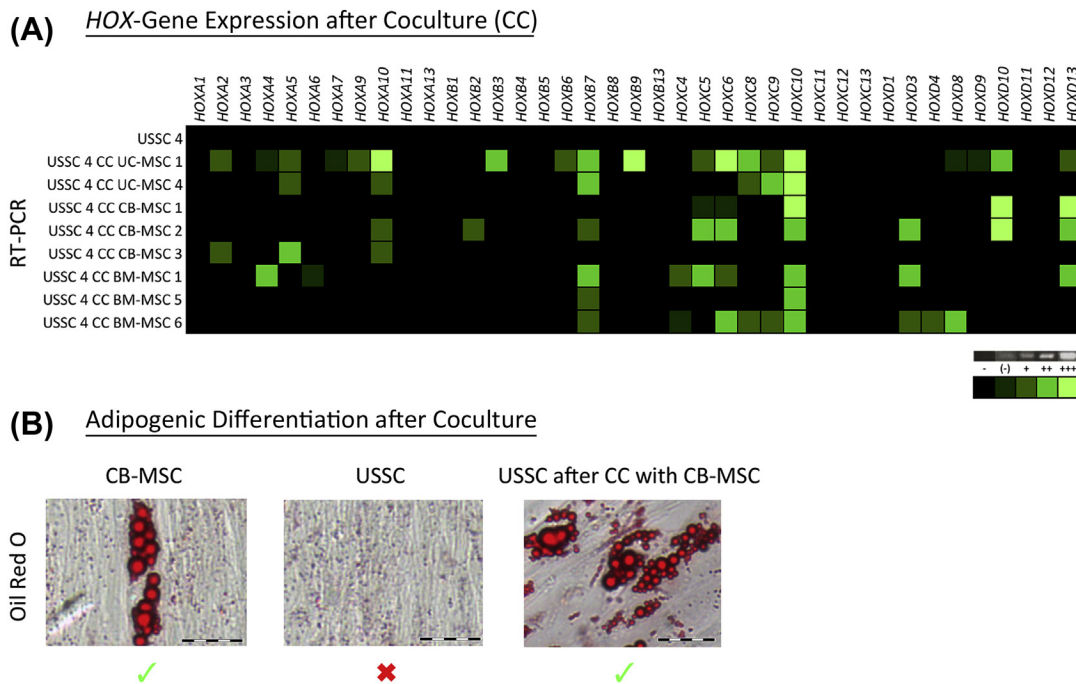 (A) HOX-Gene Expression after Coculture (CC)
HOXA1 HOXA2 HOXA3 HOXA4 HOXA5 HOXA6 HOXA7 HOXA9 HOXA10 HOXA11 HOXA13 HOXB1 HOXB2 HOXB3 HOXB4 HOXB5 HOXB6 HOXB7 HOXB8 HOXB9 HOXB13 HOXC4 HOXC5 HOXC6 HOXC8 HOXC9 HOXC10 HOXC11 HOXC12 HOXC13 HOXD1 HOXD3 HOXD4 HOXD8 HOXD9 HOXD10 HOXD11 HOXD12 HOXD13
RT-PCR
USSC 4
USSC 4 CC UC-MSC 1
USSC 4 CC UC-MSC 4
USSC 4 CC CB-MSC 1
USSC 4 CC CB-MSC 2
USSC 4 CC CB-MSC 3
USSC 4 CC BM-MSC 1
USSC 4 CC BM-MSC 5
USSC 4 CC BM-MSC 6
- (-) + ++ +++
(B) Adipogenic Differentiation after Coculture
CB-MSC USSC USSC after CC with CB-MSC
Oil Red O